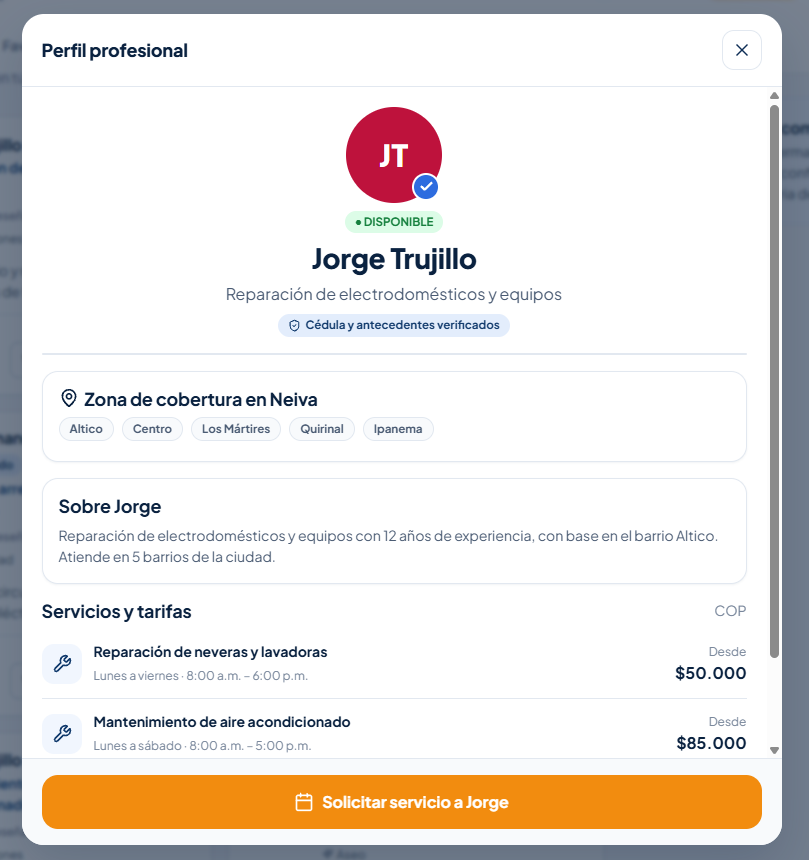 Perfil profesional
JT
• DISPONIBLE
Jorge Trujillo
Reparación de electrodomésticos y equipos
Cédula y antecedentes verificados
Zona de cobertura en Neiva
Altico Centro Los Mártires Quirinal Ipanema
Sobre Jorge
Reparación de electrodomésticos y equipos con 12 años de experiencia, con base en el barrio Altico.
Atiende en 5 barrios de la ciudad.
Servicios y tarifas COP
Reparación de neveras y lavadoras Desde
Lunes a viernes · 8:00 a.m. – 6:00 p.m. $50.000
Mantenimiento de aire acondicionado Desde
Lunes a sábado · 8:00 a.m. – 5:00 p.m. $85.000
Solicitar servicio a Jorge